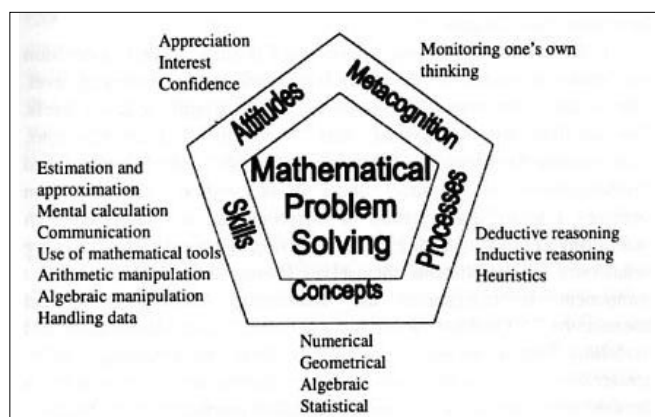 Appreciation
Interest
Confidence
Monitoring one's own
thinking
Attitudes
Metacognition
Estimation and
approximation
Mental calculation
Communication
Use of mathematical tools
Arithmetic manipulation
Algebraic manipulation
Handling data
Skills
Mathematical
Problem
Solving
Processes
Deductive reasoning
Inductive reasoning
Heuristics
Concepts
Numerical
Geometrical
Algebraic
Statistical